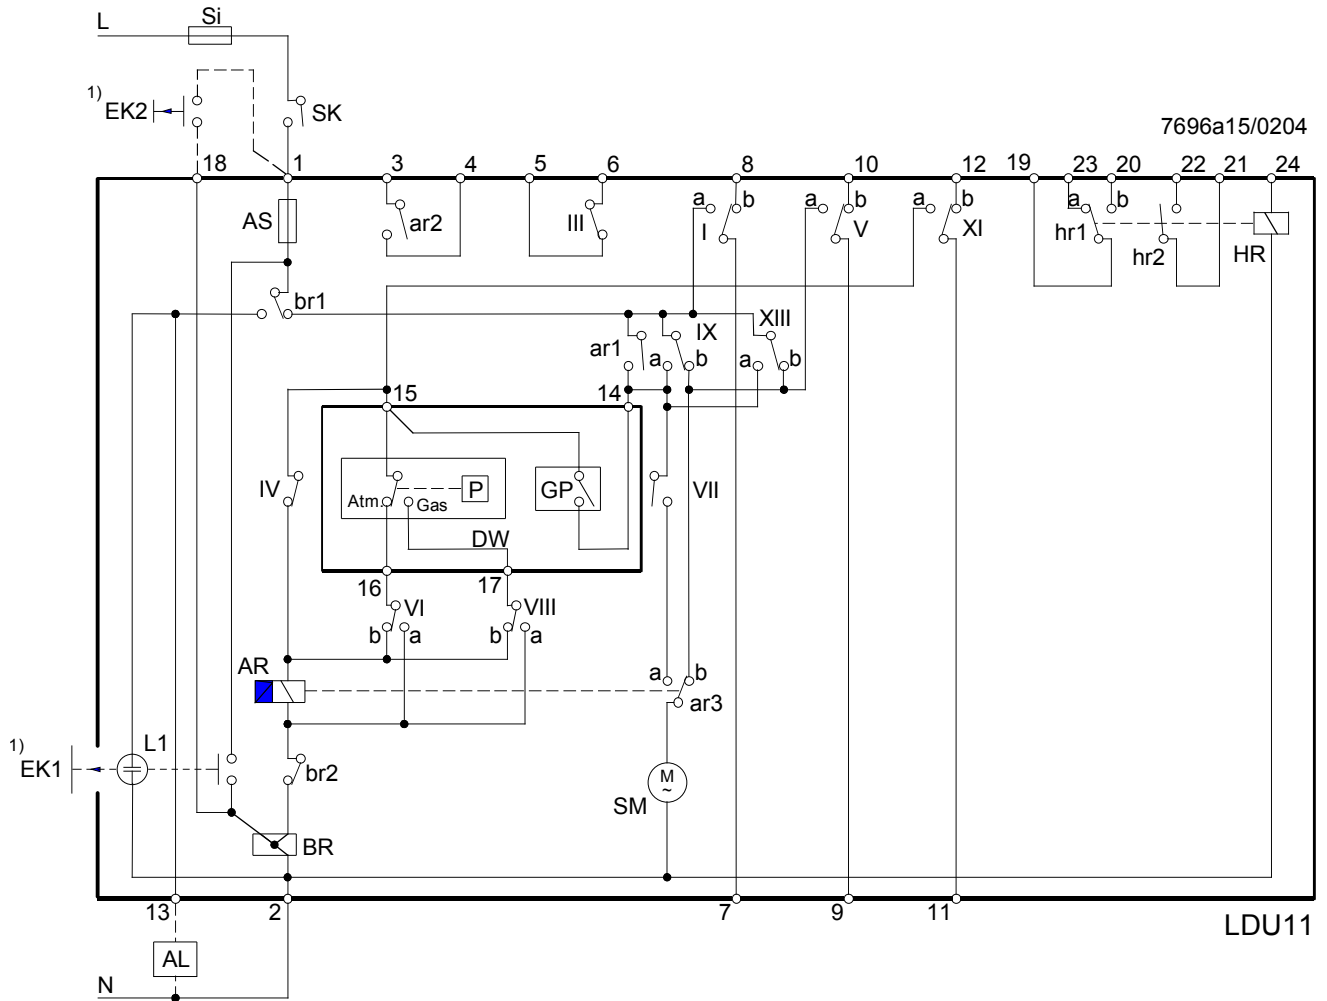 L
Si
1)
EK2
SK
7696a15/0204
18 1 3 4 5 6 8 10 12 19 23 20 22 21 24
AS
ar2
III
a b
I
a b
V
a b
XI
a b
hr1
hr2
HR
br1
ar1
IX
a b
XIII
a b
15 14
IV
Atm.
Gas
P
GP
VII
DW
16 17
VI
b a
VIII
b a
AR
a b
ar3
1)
EK1
L1
br2
M
~
SM
BR
13 2 7 9 11
LDU11
AL
N